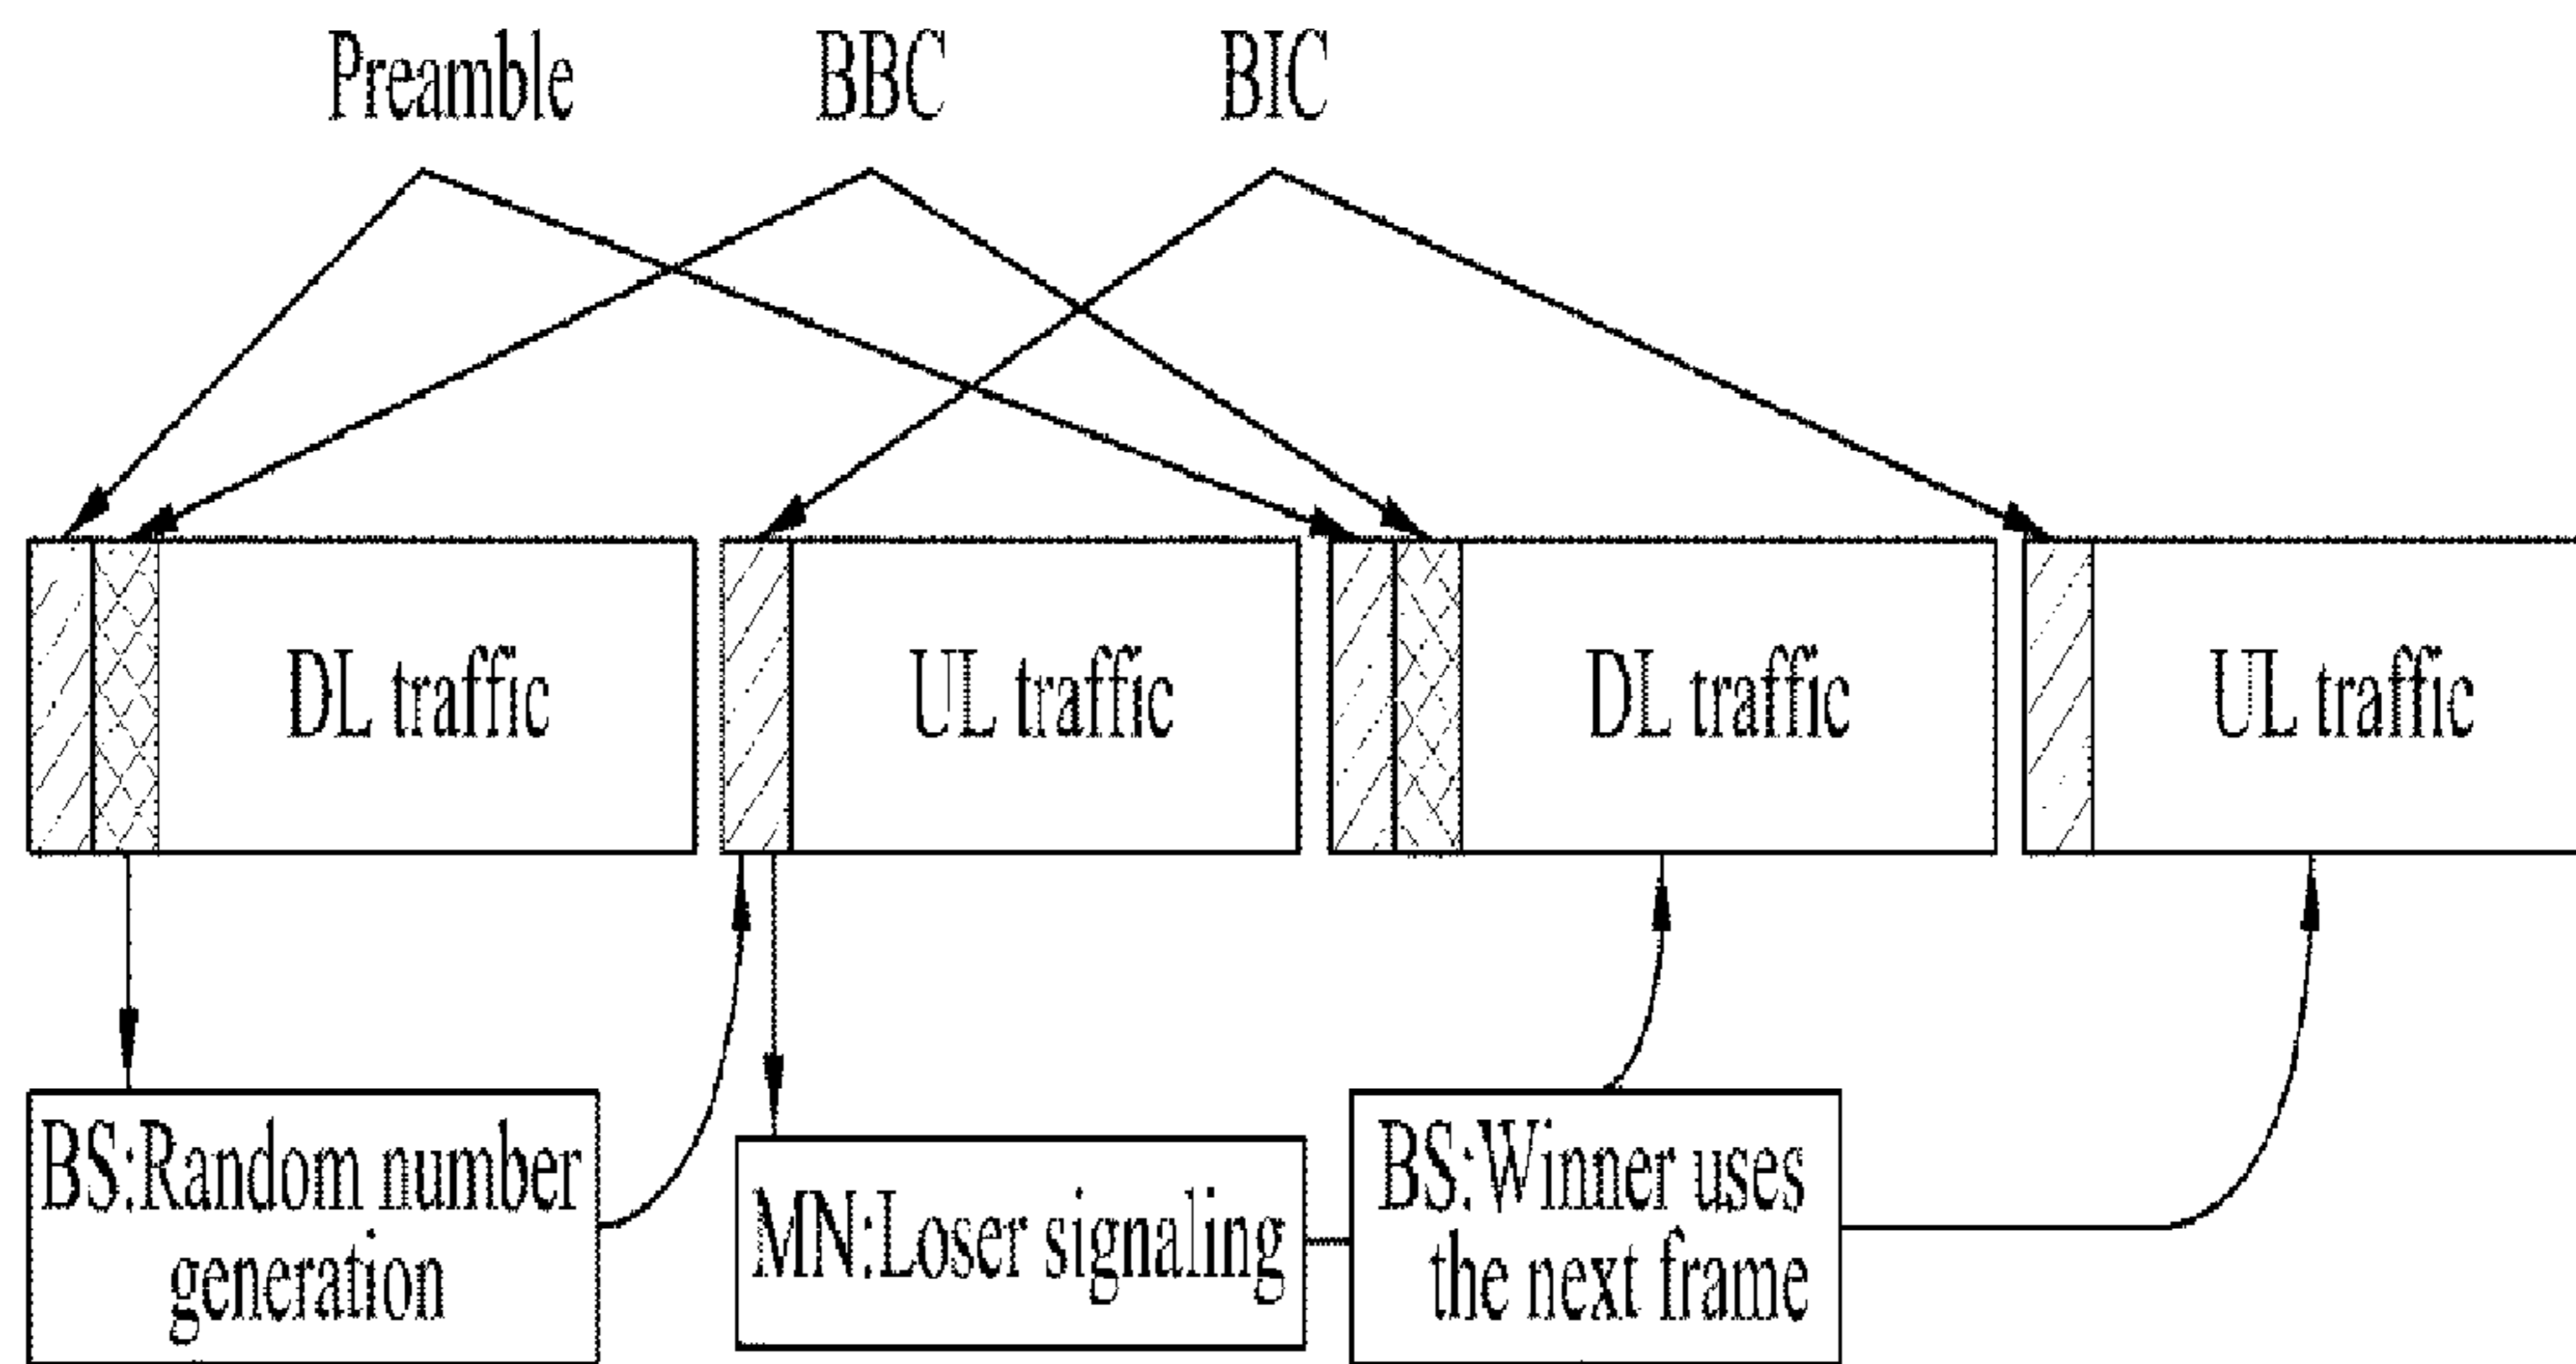 Preamble BBC BIC
DL traffic UL traffic DL traffic UL traffic
BS:Random number
generation
MN:Loser signaling
BS:Winner uses
the next frame